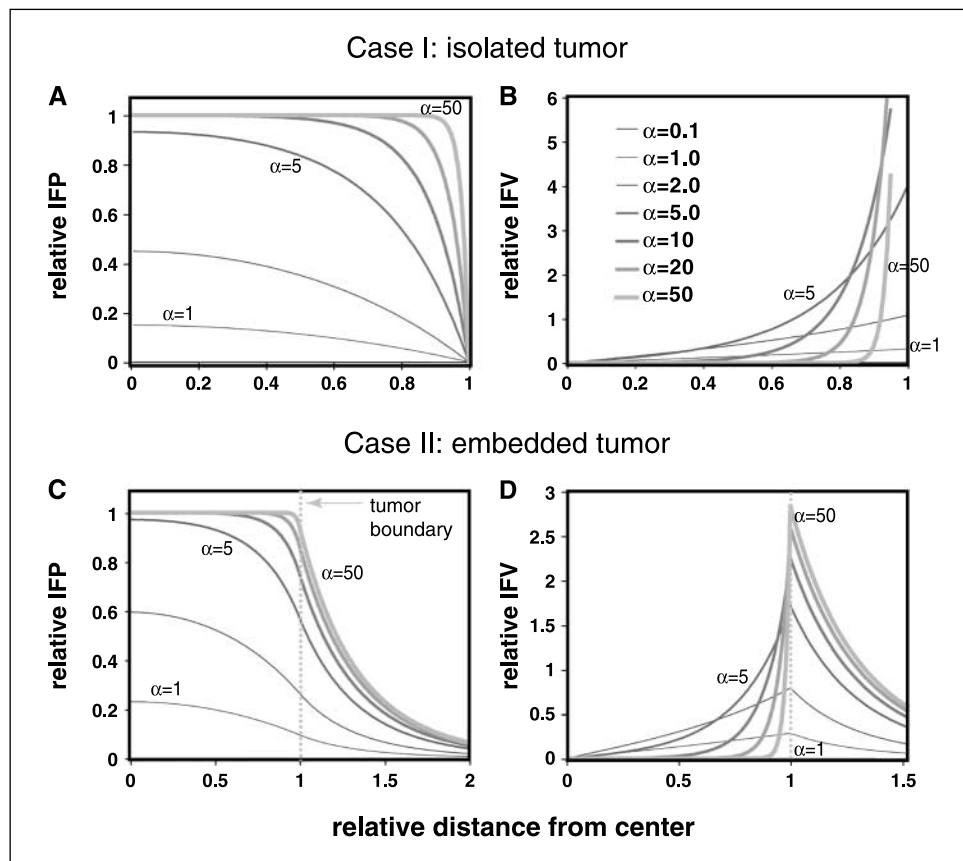 Case I: isolated tumor
A
B
relative IFP
1
0.8
0.6
0.4
0.2
0
α=50
α=5
α=1
0 0.2 0.4 0.6 0.8 1
relative IFV
6
5
4
3
2
1
0
α=0.1
α=1.0
α=2.0
α=5.0
α=10
α=20
α=50
α=5
α=50
α=1
0 0.2 0.4 0.6 0.8 1
Case II: embedded tumor
C
D
relative IFP
1
0.8
0.6
0.4
0.2
0
tumor
boundary
α=5
α=50
α=1
0 0.5 1 1.5 2
relative IFV
3
2.5
2
1.5
1
0.5
0
α=50
α=5
α=1
0 0.5 1 1.5
relative distance from center